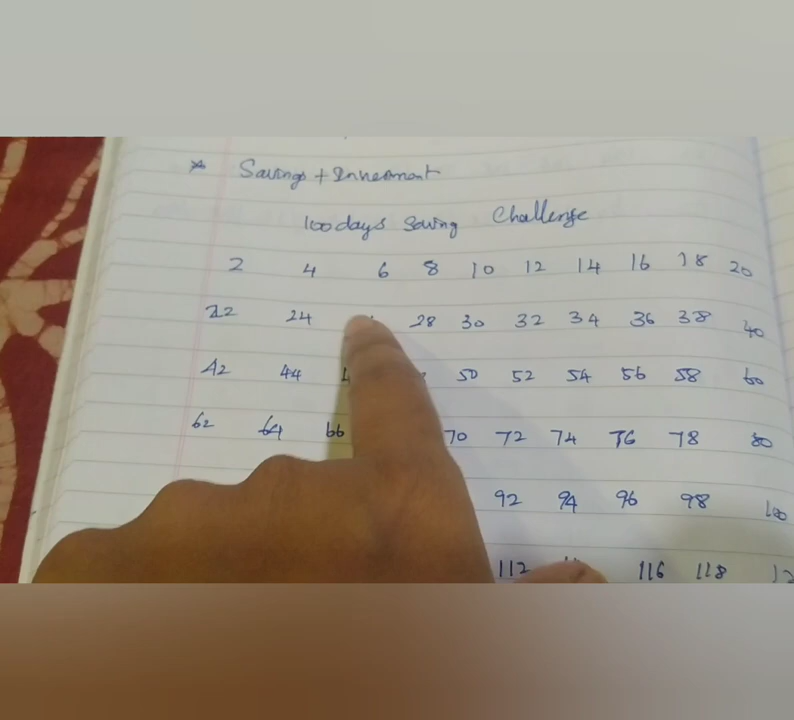 * Savings + Inhesmant
100 days Saving Challenge
2 4 6 8 10 12 14 16 18 20
22 24 28 30 32 34 36 38 40
42 44 50 52 54 56 58 60
62 64 66 70 72 74 76 78 80
92 94 96 98 100
112 116 118